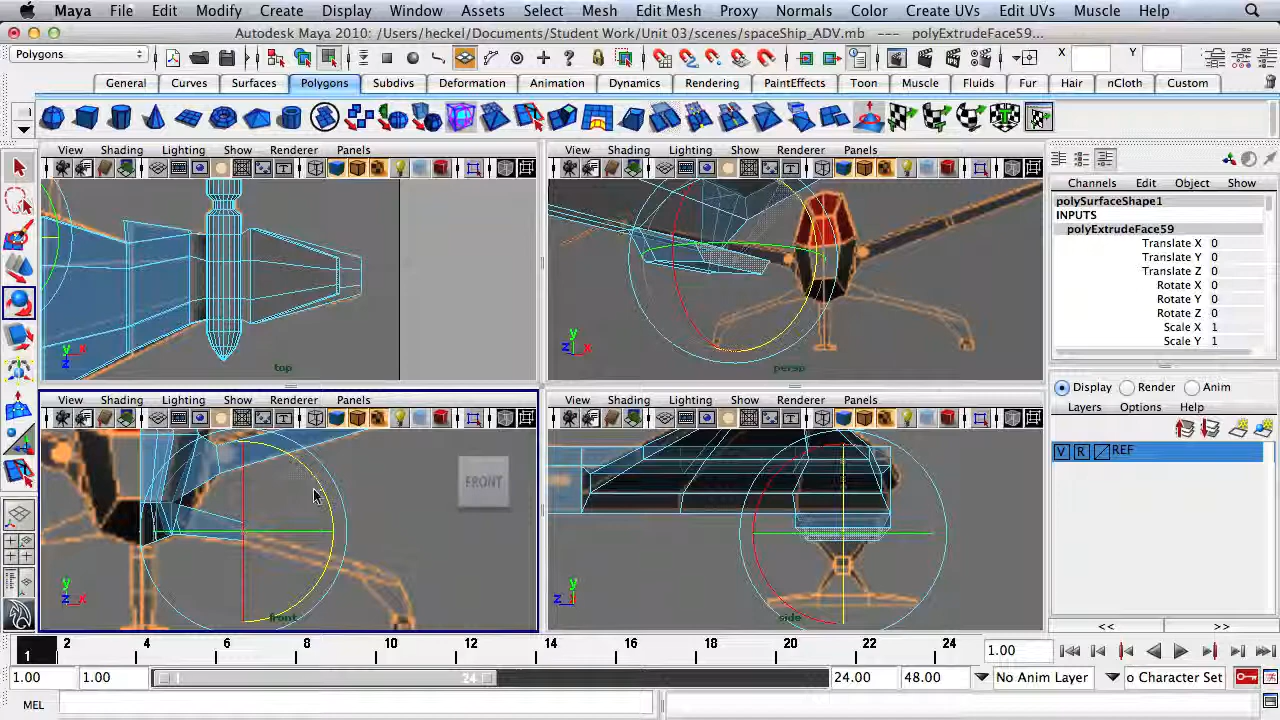 Maya File Edit Modify Create Display Window Assets Select Mesh Edit Mesh Proxy Normals Color Create UVs Edit UVs Muscle Help
Autodesk Maya 2010: /Users/heckel/Documents/Student Work/Unit 03/scenes/spaceShip_ADV.mb --- polyExtrudeFace59...
Polygons X Y
General Curves Surfaces Polygons Subdivs Deformation Animation Dynamics Rendering PaintEffects Toon Muscle Fluids Fur Hair nCloth Custom
View Shading Lighting Show Renderer Panels
View Shading Lighting Show Renderer Panels
Channels Edit Object Show
polySurfaceShape1
INPUTS
polyExtrudeFace59
Translate X 0
Translate Y 0
Translate Z 0
Rotate X 0
Rotate Y 0
Rotate Z 0
Scale X 1
Scale Y 1
y x z
top
y z x
persp
Display Render Anim
Layers Options Help
V R REF
View Shading Lighting Show Renderer Panels
View Shading Lighting Show Renderer Panels
FRONT
y z x
front
y z x
side
<< >>
1 2 4 6 8 10 12 14 16 18 20 22 24 1.00
1.00 1.00 1 24 24.00 48.00 No Anim Layer o Character Set
MEL